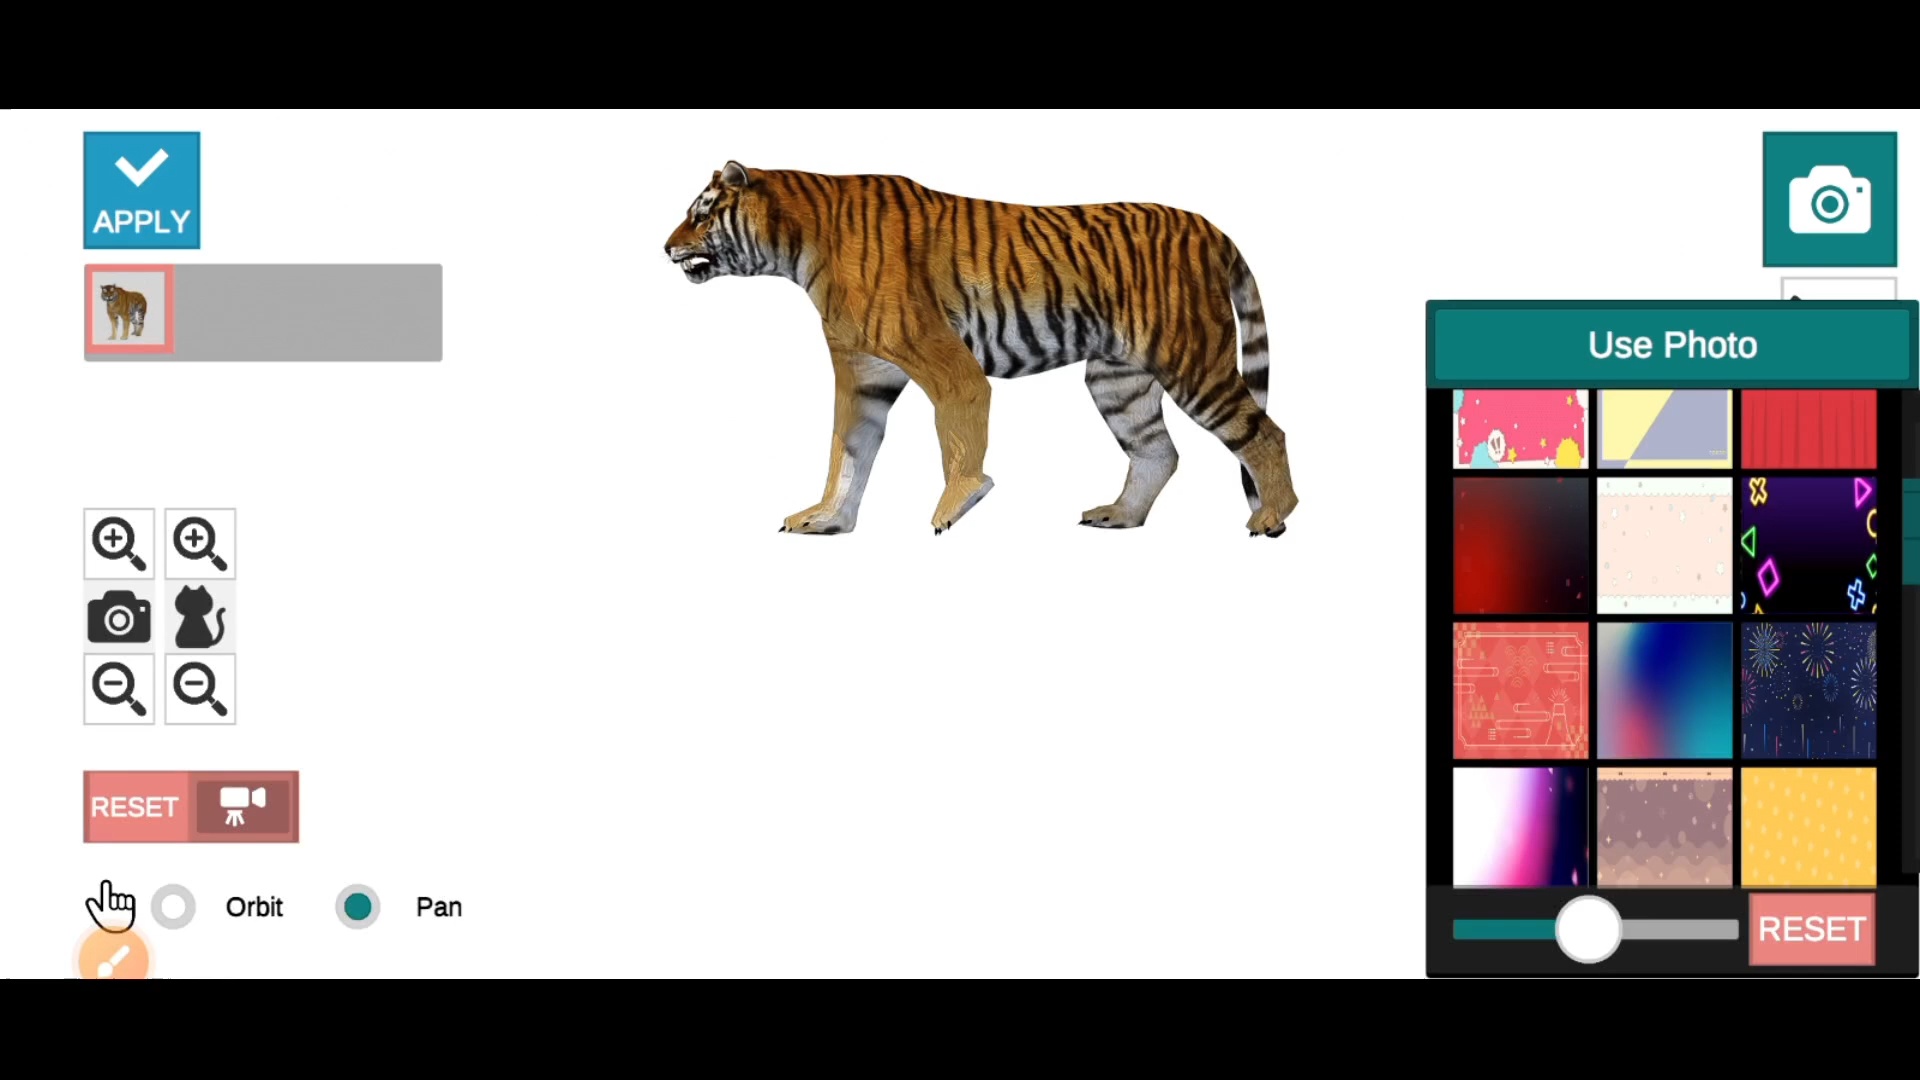 APPLY
Use Photo
RESET
Orbit
Pan
RESET